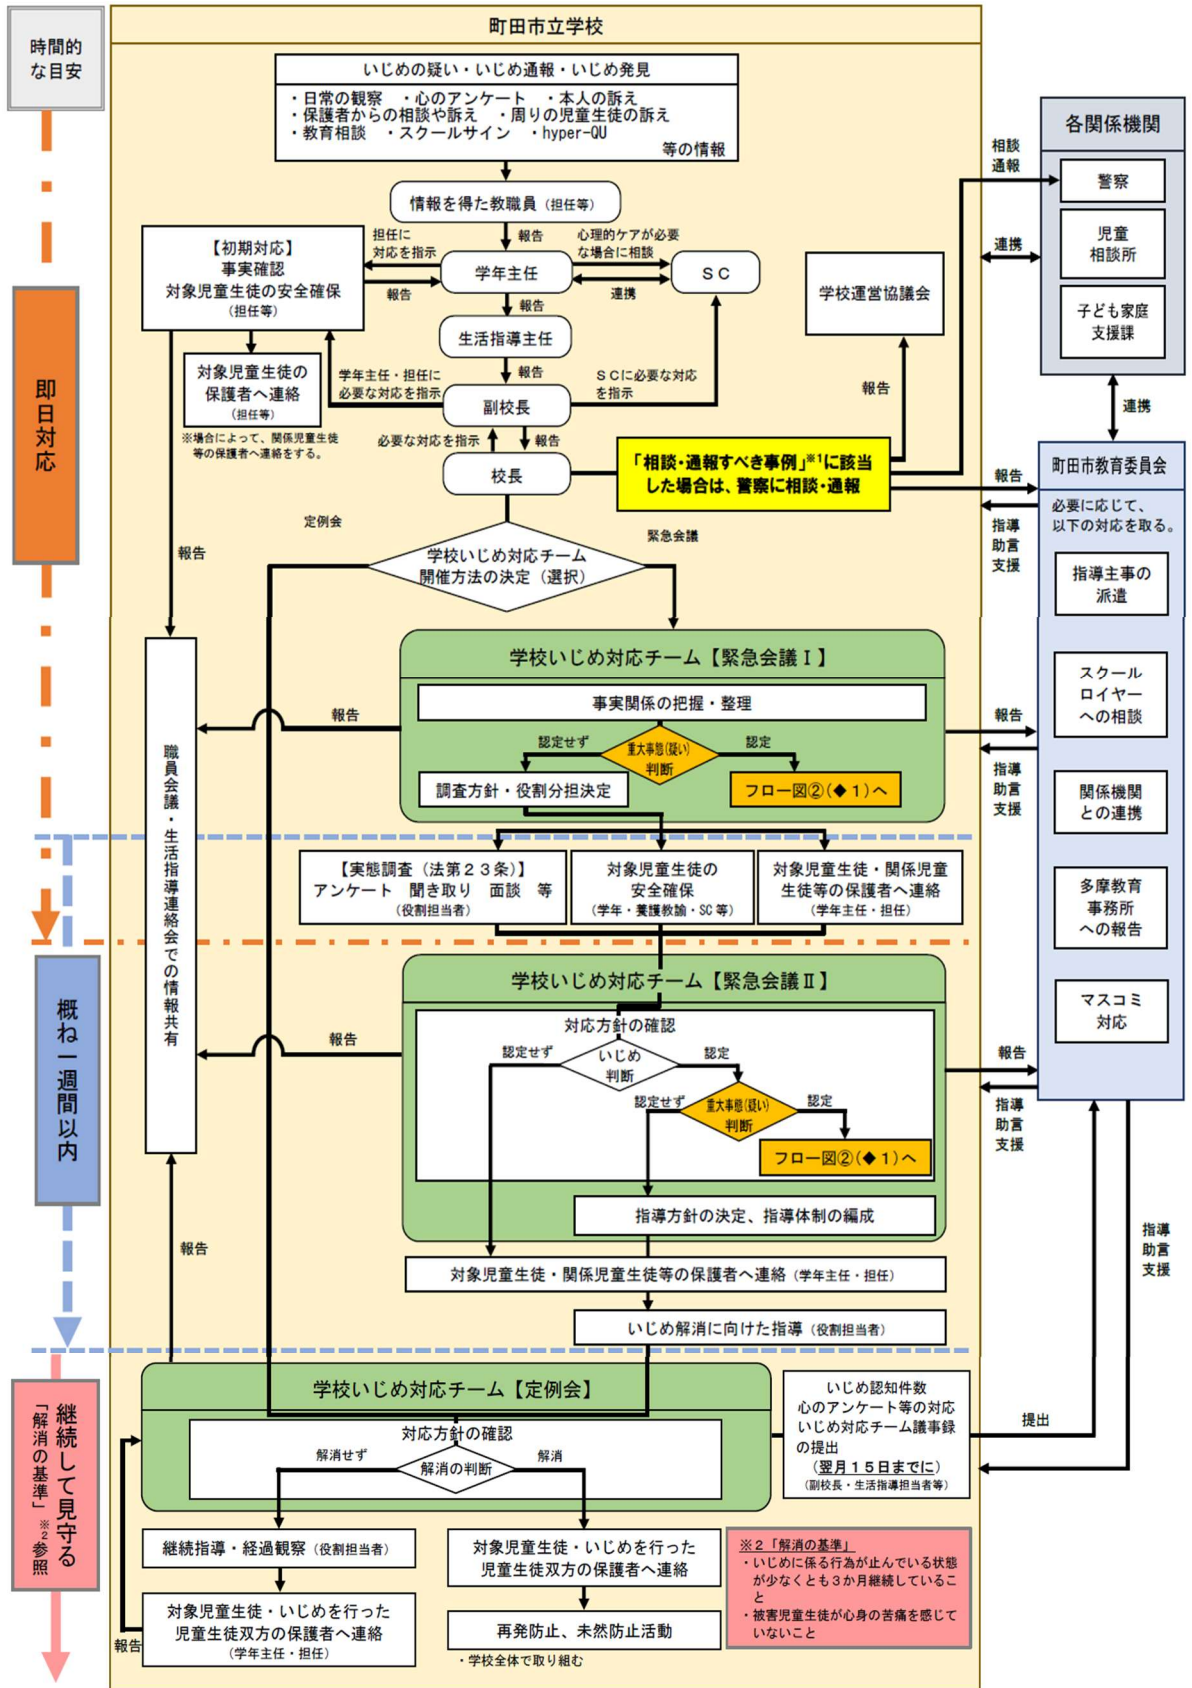 時間的
な目安
町田市立学校
いじめの疑い・いじめ通報・いじめ発見
・日常の観察 ・心のアンケート ・本人の訴え
・保護者からの相談や訴え ・周りの児童生徒の訴え
・教育相談 ・スクールサイン ・hyper-QU
等の情報
情報を得た教職員（担任等）
報告
【初期対応】
事実確認
対象児童生徒の安全確保
（担任等）
担任に
対応を指示
報告
学年主任
心理的ケアが必要
な場合に相談
連携
ＳＣ
報告
生活指導主任
報告
対象児童生徒の
保護者へ連絡
（担任等）
※場合によって、関係児童生徒
等の保護者へ連絡をする。
学年主任・担任に
必要な対応を指示
副校長
ＳＣに必要な対応
を指示
必要な対応を指示
報告
校長
学校運営協議会
報告
「相談・通報すべき事例」※1に該当
した場合は、警察に相談・通報
相談
通報
連携
各関係機関
警察
児童
相談所
子ども家庭
支援課
連携
即日対応
報告
定例会
緊急会議
学校いじめ対応チーム
開催方法の決定（選択）
報告
指導
助言
支援
町田市教育委員会
必要に応じて、
以下の対応を取る。
指導主事の
派遣
スクール
ロイヤー
への相談
関係機関
との連携
多摩教育
事務所
への報告
マスコミ
対応
職員会議・生活指導連絡会での情報共有
学校いじめ対応チーム【緊急会議Ⅰ】
事実関係の把握・整理
報告
認定せず
重大事態(疑い)
判断
認定
調査方針・役割分担決定
フロー図②(◆１)へ
報告
指導
助言
支援
【実態調査（法第２３条）】
アンケート 聞き取り 面談 等
（役割担当者）
対象児童生徒の
安全確保
（学年・養護教諭・SC等）
対象児童生徒・関係児童
生徒等の保護者へ連絡
（学年主任・担任）
概ね一週間以内
学校いじめ対応チーム【緊急会議Ⅱ】
対応方針の確認
報告
認定せず
いじめ
判断
認定
認定せず
重大事態(疑い)
判断
認定
フロー図②(◆１)へ
指導方針の決定、指導体制の編成
報告
指導
助言
支援
報告
対象児童生徒・関係児童生徒等の保護者へ連絡（学年主任・担任）
いじめ解消に向けた指導（役割担当者）
指導
助言
支援
継続して見守る
「解消の基準」※2参照
学校いじめ対応チーム【定例会】
対応方針の確認
解消せず
解消の判断
解消
いじめ認知件数
心のアンケート等の対応
いじめ対応チーム議事録
の提出
（翌月１５日までに）
（副校長・生活指導担当者等）
提出
継続指導・経過観察（役割担当者）
対象児童生徒・いじめを行った
児童生徒双方の保護者へ連絡
（学年主任・担任）
報告
対象児童生徒・いじめを行った
児童生徒双方の保護者へ連絡
再発防止、未然防止活動
・学校全体で取り組む
※２「解消の基準」
・いじめに係る行為が止んでいる状態
が少なくとも３か月継続しているこ
と
・被害児童生徒が心身の苦痛を感じて
いないこと